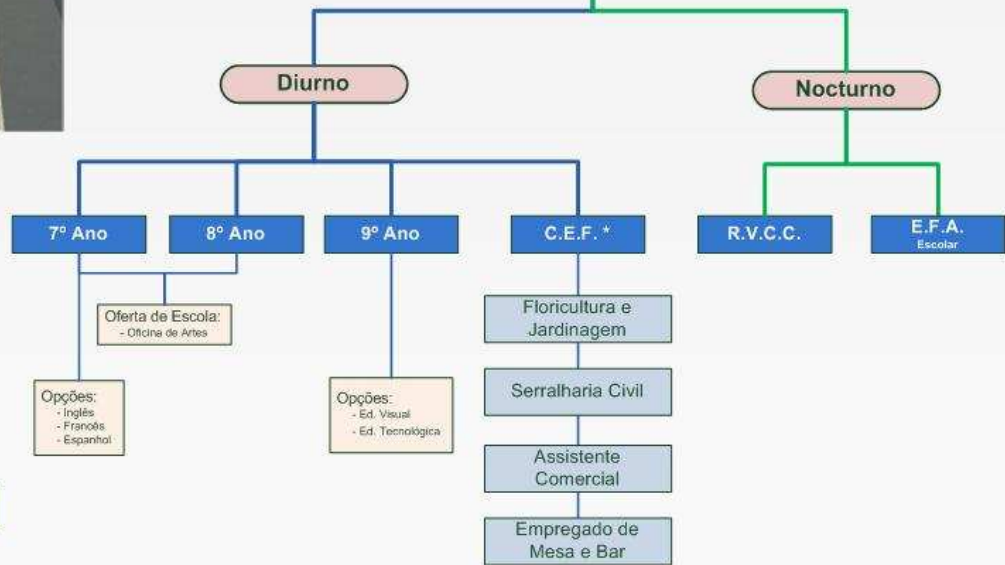 Diurno
Nocturno
7º Ano
8º Ano
9º Ano
C.E.F. *
R.V.C.C.
E.F.A.
Escolar
Oferta de Escola:
- Oficina de Artes
Opções:
- Inglês
- Francês
- Espanhol
Opções:
- Ed. Visual
- Ed. Tecnológica
Floricultura e
Jardinagem
Serralharia Civil
Assistente
Comercial
Empregado de
Mesa e Bar